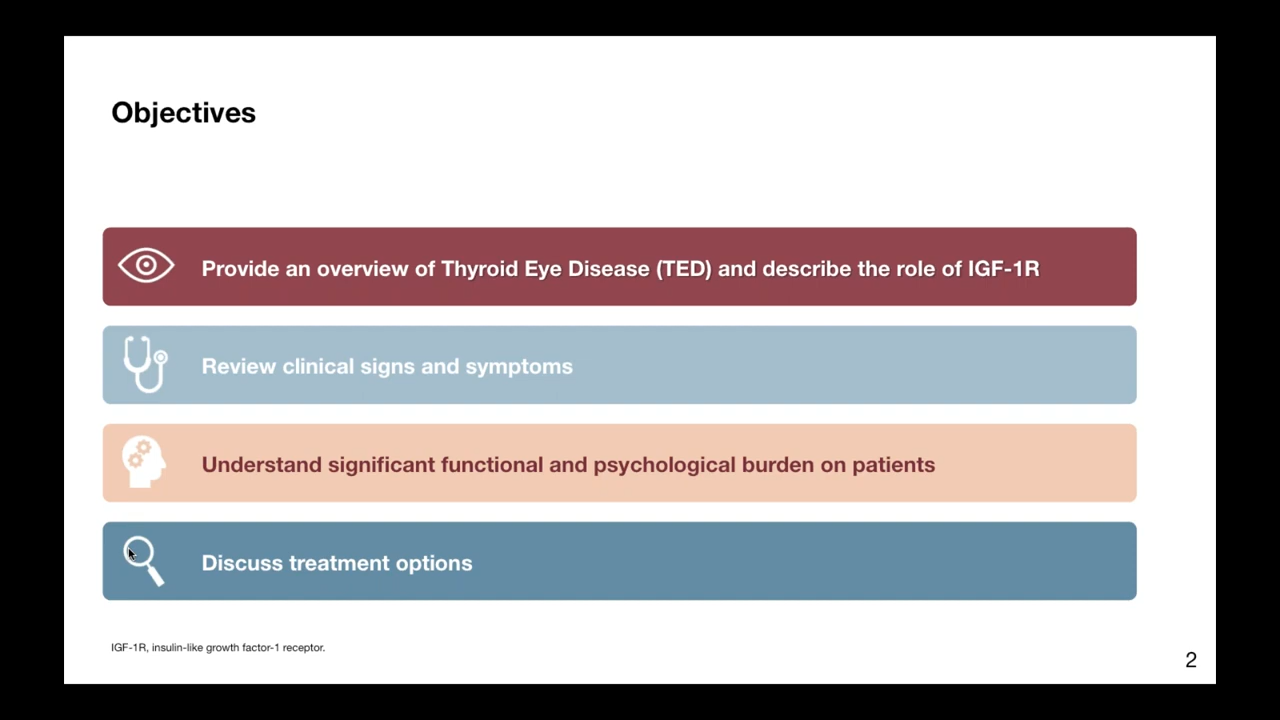 Objectives
Provide an overview of Thyroid Eye Disease (TED) and describe the role of IGF-1R
Review clinical signs and symptoms
Understand significant functional and psychological burden on patients
Discuss treatment options
IGF-1R, insulin-like growth factor-1 receptor.
2